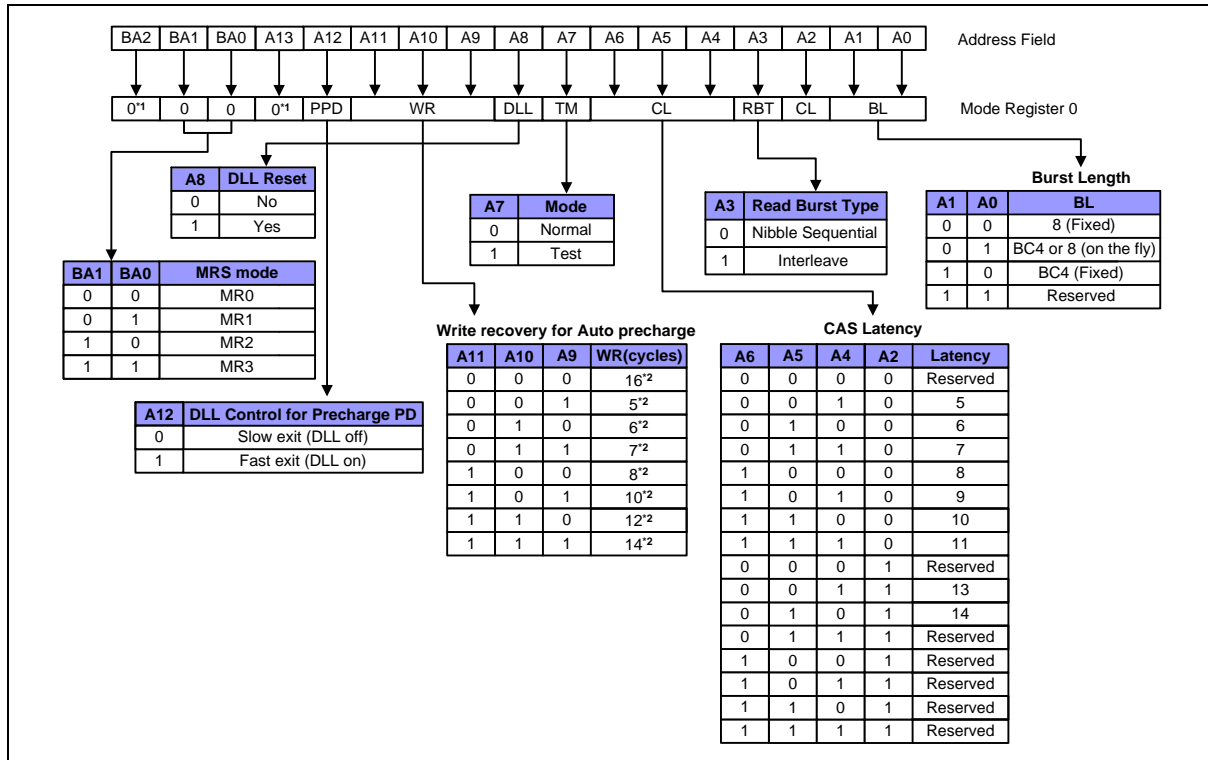 BA2 BA1 BA0 A13 A12 A11 A10 A9 A8 A7 A6 A5 A4 A3 A2 A1 A0 Address Field
0*1 0 0 0*1 PPD WR DLL TM CL RBT CL BL Mode Register 0
A8 DLL Reset
0 No
1 Yes
A7 Mode
0 Normal
1 Test
A3 Read Burst Type
0 Nibble Sequential
1 Interleave
Burst Length
A1 A0 BL
0 0 8 (Fixed)
0 1 BC4 or 8 (on the fly)
1 0 BC4 (Fixed)
1 1 Reserved
BA1 BA0 MRS mode
0 0 MR0
0 1 MR1
1 0 MR2
1 1 MR3
A12 DLL Control for Precharge PD
0 Slow exit (DLL off)
1 Fast exit (DLL on)
Write recovery for Auto precharge
A11 A10 A9 WR(cycles)
0 0 0 16*2
0 0 1 5*2
0 1 0 6*2
0 1 1 7*2
1 0 0 8*2
1 0 1 10*2
1 1 0 12*2
1 1 1 14*2
CAS Latency
A6 A5 A4 A2 Latency
0 0 0 0 Reserved
0 0 1 0 5
0 1 0 0 6
0 1 1 0 7
1 0 0 0 8
1 0 1 0 9
1 1 0 0 10
1 1 1 0 11
0 0 0 1 Reserved
0 0 1 1 13
0 1 0 1 14
0 1 1 1 Reserved
1 0 0 1 Reserved
1 0 1 1 Reserved
1 1 0 1 Reserved
1 1 1 1 Reserved